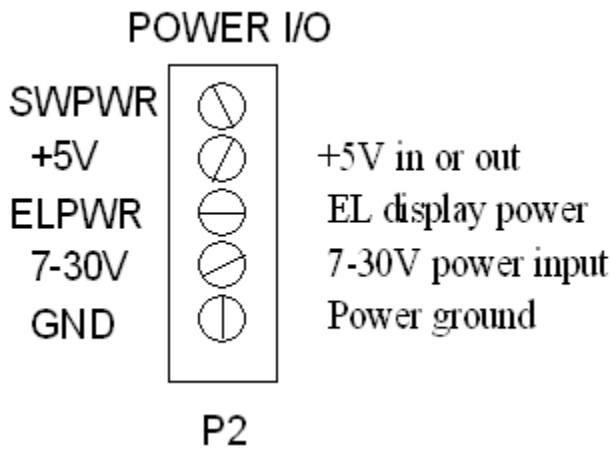 POWER I/O
SWPWR
+5V +5V in or out
ELPWR EL display power
7-30V 7-30V power input
GND Power ground
P2